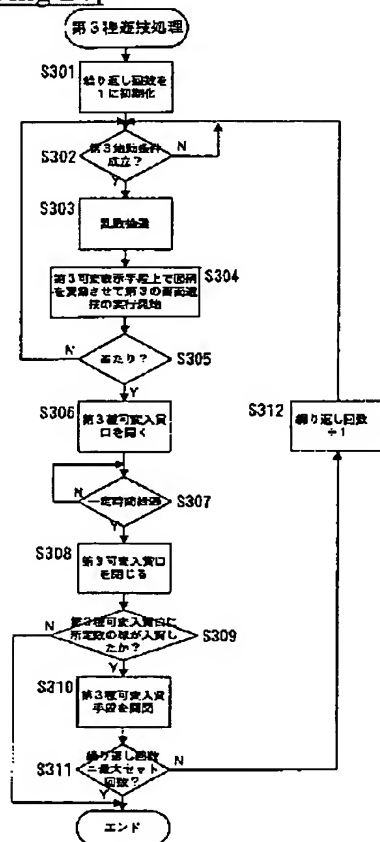 第3種遊技処理
S301
繰り返し回数を
1に初期化
S302
第3始動条件
成立?
N
Y
S303
乱数抽選
S304
第3可変表示手段上で図柄
を変動させて第3の画面遊
技の実行開始
N
当たり?
S305
Y
S306
第3種可変入賞
口を開く
S312
繰り返し回数
+1
N
一定時間経過
S307
Y
S308
第3可変入賞口
を閉じる
N
第3種可変入賞口に
所定数の球が入賞し
たか?
S309
Y
S310
第3種可変入賞
手段を開閉
S311
繰り返し回数
=最大セット
回数?
N
Y
エンド